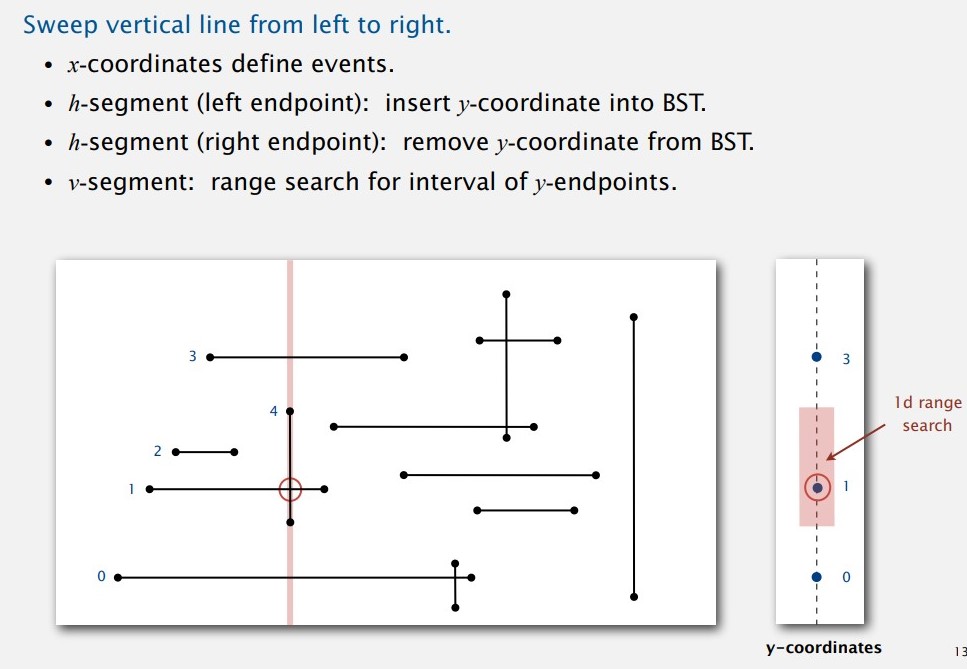 Sweep vertical line from left to right.
• x-coordinates define events.
• h-segment (left endpoint): insert y-coordinate into BST.
• h-segment (right endpoint): remove y-coordinate from BST.
• v-segment: range search for interval of y-endpoints.
3
4
2
1
0
3
1d range
search
1
0
y-coordinates
13